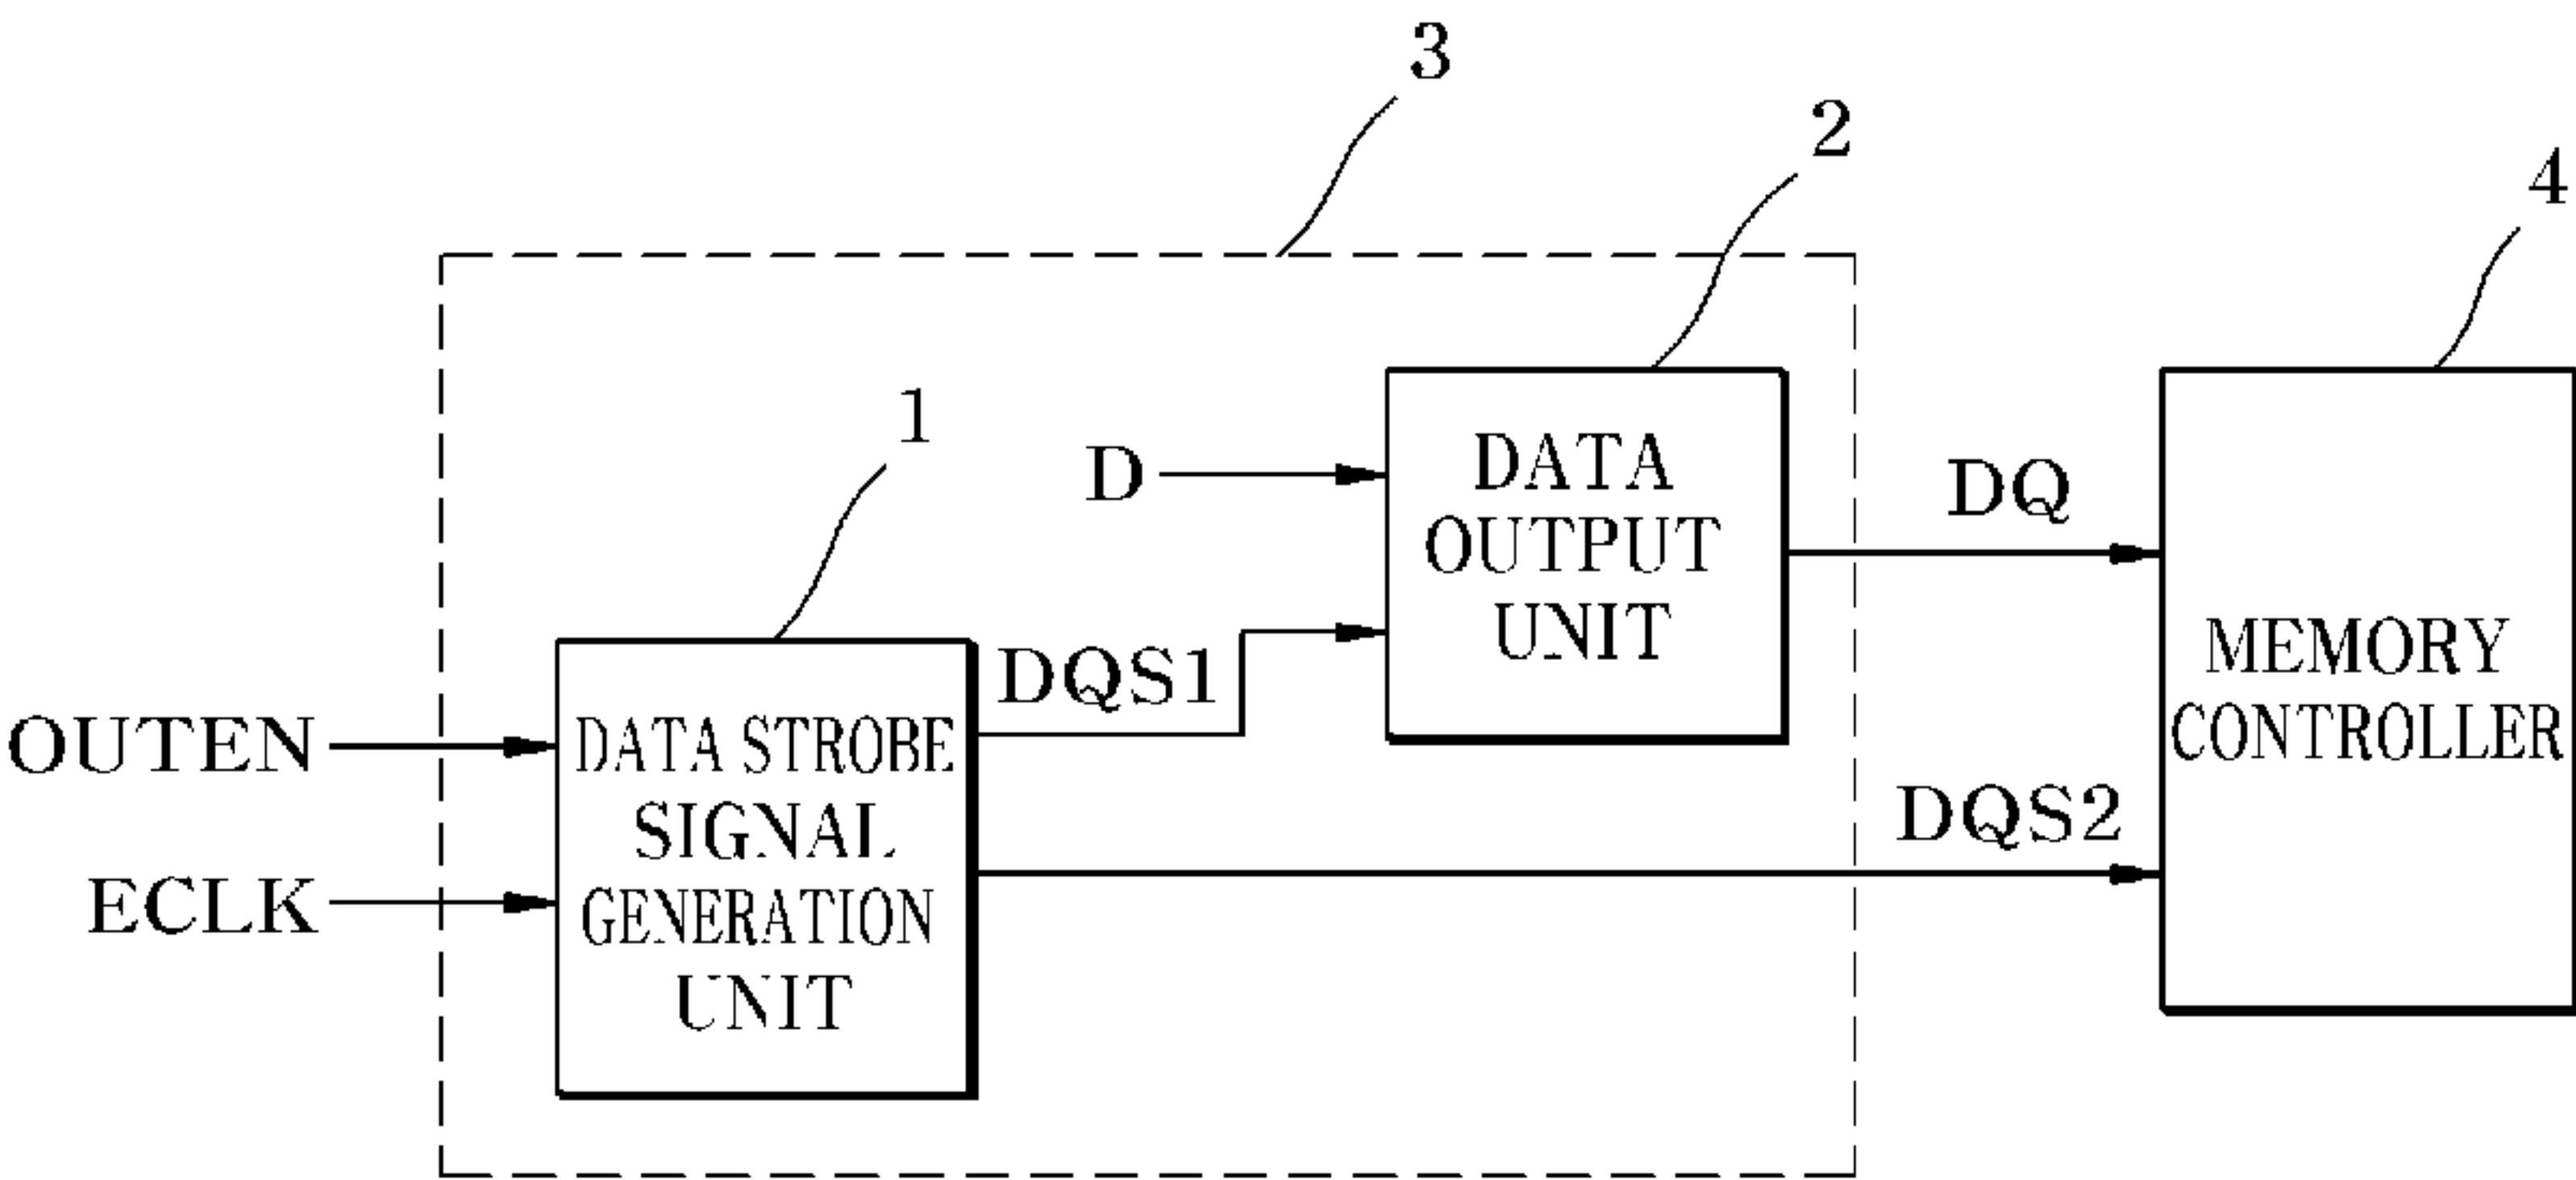 3
2
4
1
D
DATA
OUTPUT
UNIT
DQ
DQS1
MEMORY
CONTROLLER
OUTEN
DATA STROBE
SIGNAL
GENERATION
UNIT
DQS2
ECLK